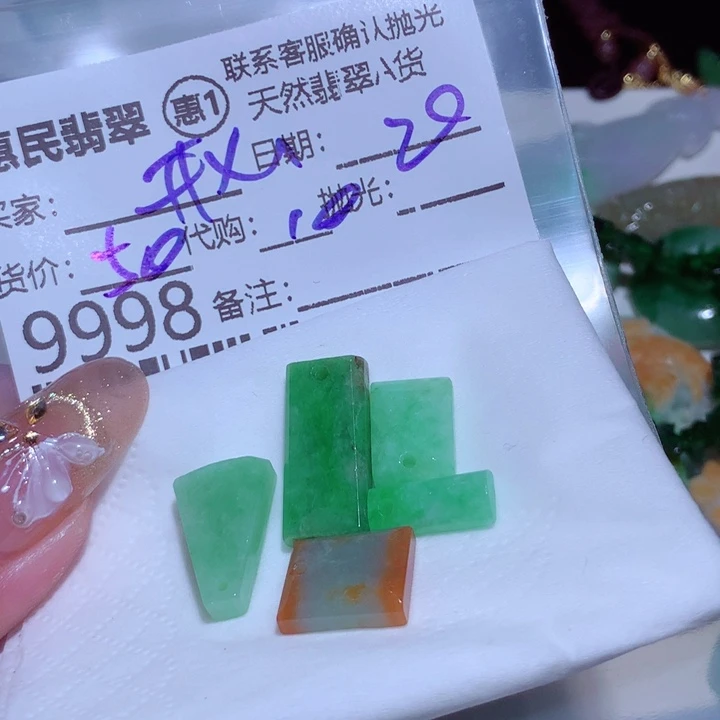 联系客服确认抛光
惠民翡翠 惠1 天然翡翠A货
买家: 日期: 29
货价: 50 代购: 10 抛光:
9998 备注: